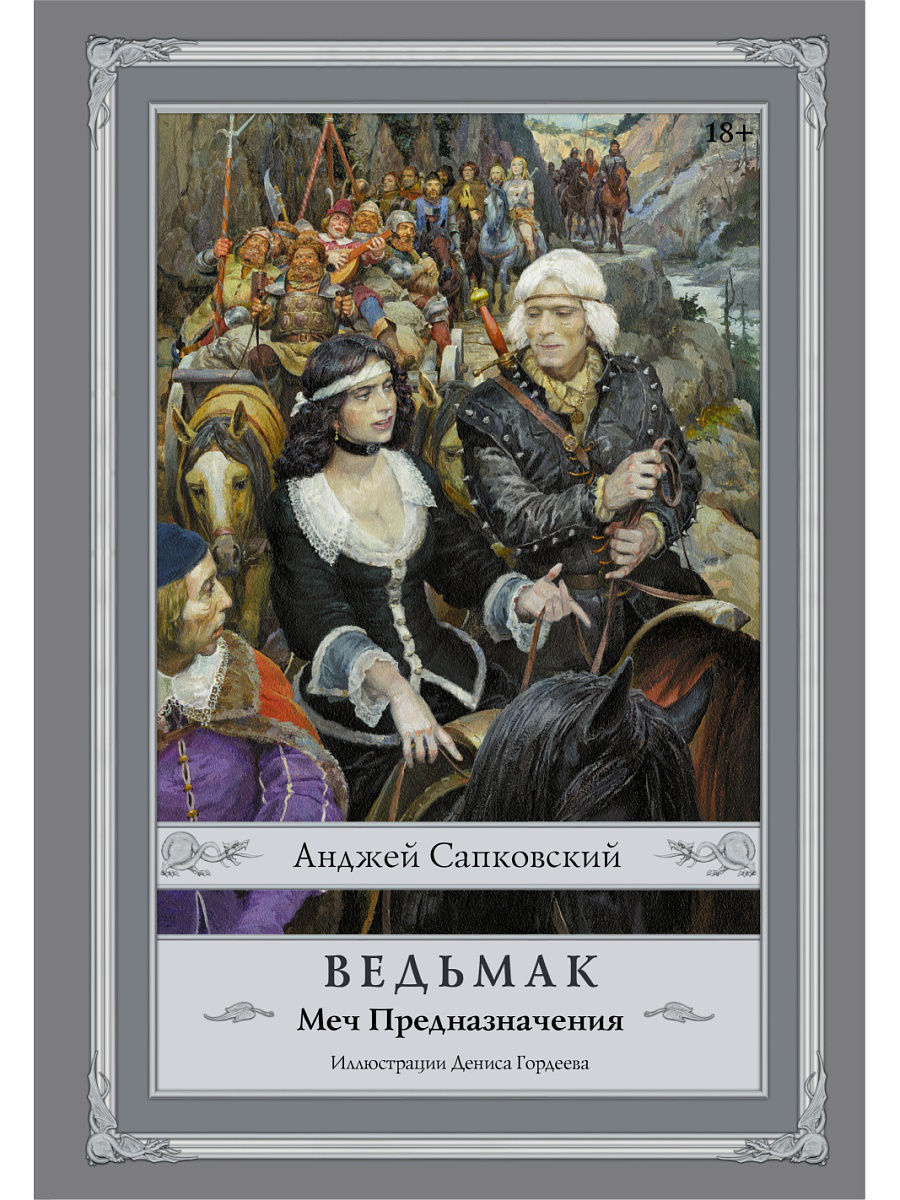 18+
Анджей Сапковский
ВЕДЬМАК
Меч Предназначения
Иллюстрации Дениса Гордеева